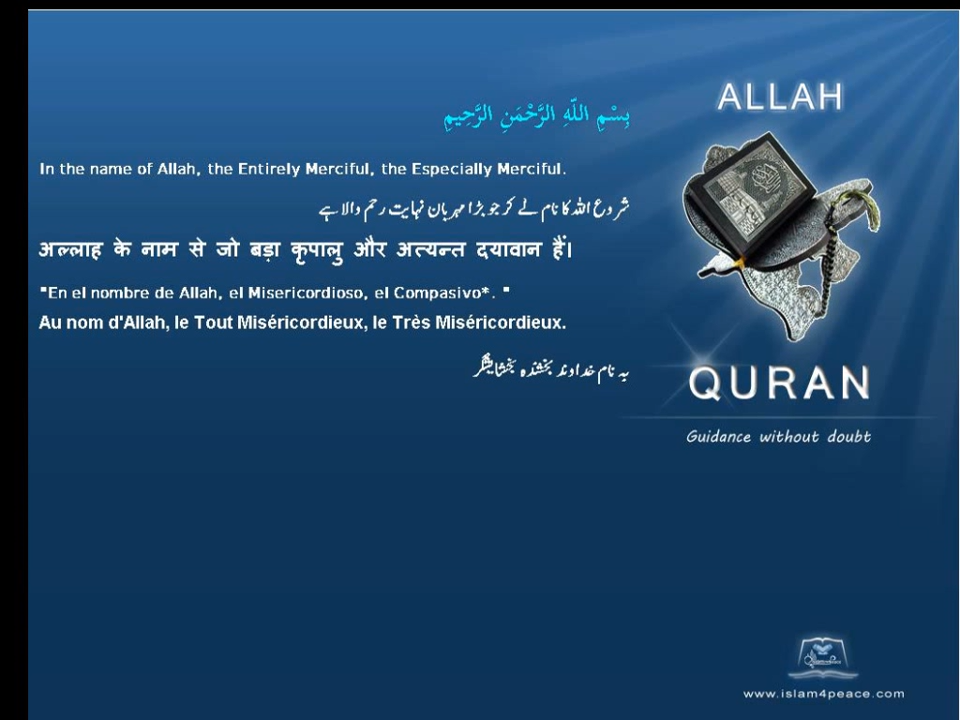 بِسْمِ اللّهِ الرَّحْمَنِ الرَّحِيمِ
In the name of Allah, the Entirely Merciful, the Especially Merciful.
شروع اللہ کا نام لے کر جو بڑا مہربان نہایت رحم والا ہے
अल्लाह के नाम से जो बड़ा कृपालु और अत्यन्त दयावान हैं।
"En el nombre de Allah, el Misericordioso, el Compasivo*. "
Au nom d'Allah, le Tout Miséricordieux, le Très Miséricordieux.
به نام خداوند بخشنده بخشایشگر
ALLAH
QURAN
Guidance without doubt
www.islam4peace.com